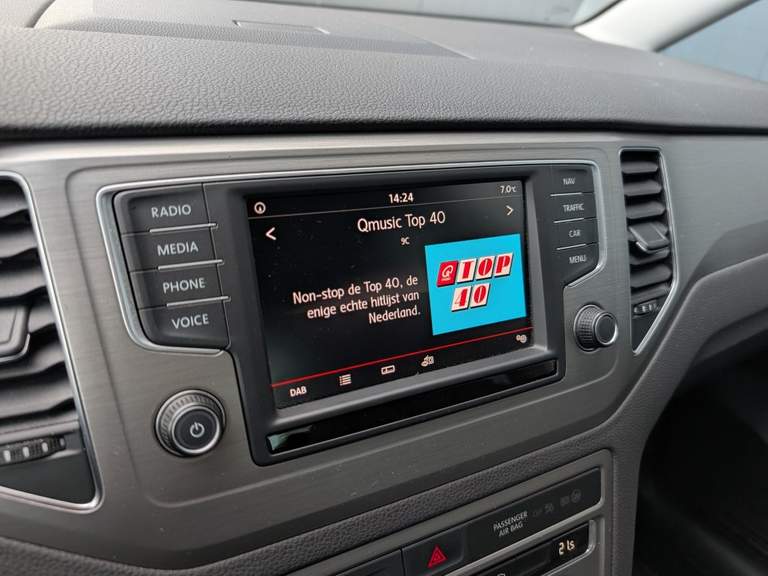 14:24
7.0°C
Qmusic Top 40
9C
Non-stop de Top 40, de
enige echte hitlijst van
Nederland.
Q TOP
40
DAB
RADIO
MEDIA
PHONE
VOICE
NAV
TRAFFIC
CAR
MENU
PASSENGER
AIR BAG